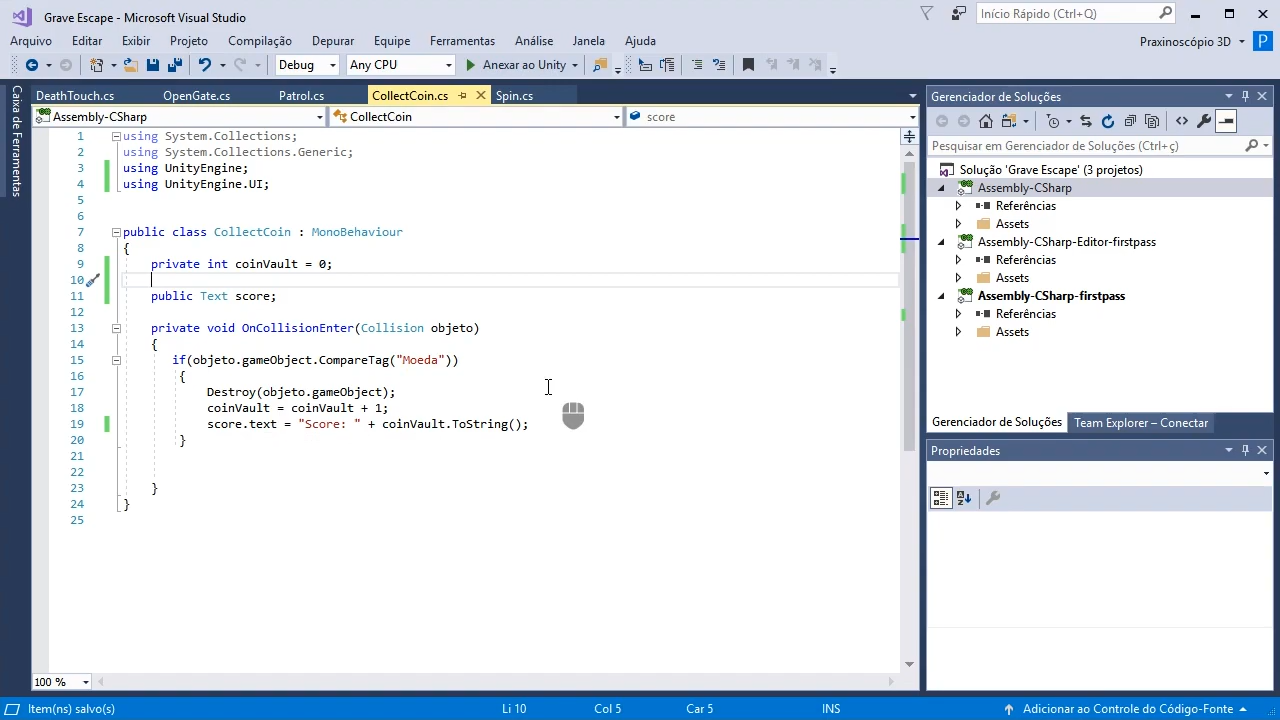 Grave Escape - Microsoft Visual Studio
Início Rápido (Ctrl+Q)
Arquivo Editar Exibir Projeto Compilação Depurar Equipe Ferramentas Análise Janela Ajuda
Praxinoscópio 3D P
Debug Any CPU Anexar ao Unity
Caixa de Ferramentas
DeathTouch.cs OpenGate.cs Patrol.cs CollectCoin.cs Spin.cs
Assembly-CSharp CollectCoin score
1 using System.Collections;
2 using System.Collections.Generic;
3 using UnityEngine;
4 using UnityEngine.UI;
5
6
7 public class CollectCoin : MonoBehaviour
8 {
9 private int coinVault = 0;
10
11 public Text score;
12
13 private void OnCollisionEnter(Collision objeto)
14 {
15 if(objeto.gameObject.CompareTag("Moeda"))
16 {
17 Destroy(objeto.gameObject);
18 coinVault = coinVault + 1;
19 score.text = "Score: " + coinVault.ToString();
20 }
21
22
23 }
24 }
25
100 %
Gerenciador de Soluções
Pesquisar em Gerenciador de Soluções (Ctrl+ç)
Solução 'Grave Escape' (3 projetos)
Assembly-CSharp
Referências
Assets
Assembly-CSharp-Editor-firstpass
Referências
Assets
Assembly-CSharp-firstpass
Referências
Assets
Gerenciador de Soluções Team Explorer – Conectar
Propriedades
Item(ns) salvo(s) Li 10 Col 5 Car 5 INS Adicionar ao Controle do Código-Fonte